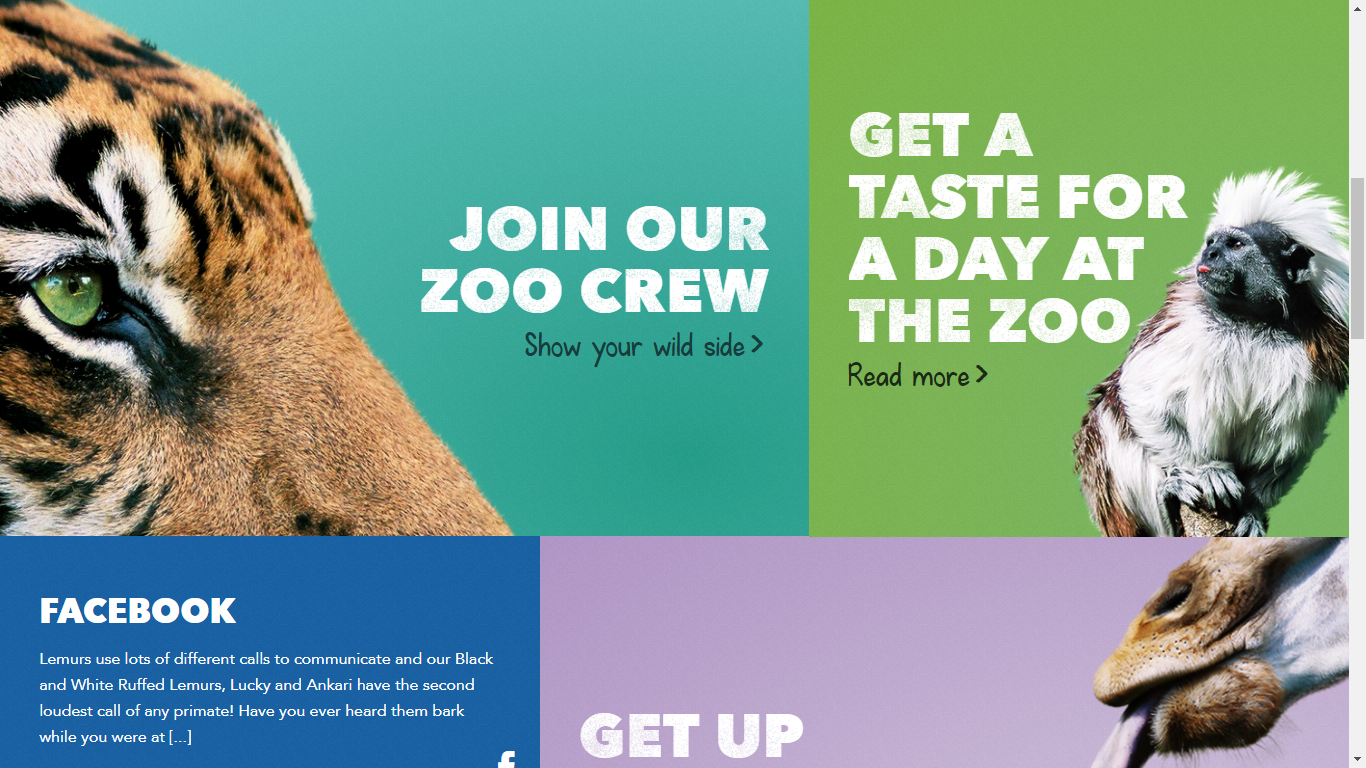 JOIN OUR
ZOO CREW
Show your wild side
GET A
TASTE FOR
A DAY AT
THE ZOO
Read more
FACEBOOK
Lemurs use lots of different calls to communicate and our Black
and White Ruffed Lemurs, Lucky and Ankari have the second
loudest call of any primate! Have you ever heard them bark
while you were at [...]
GET UP